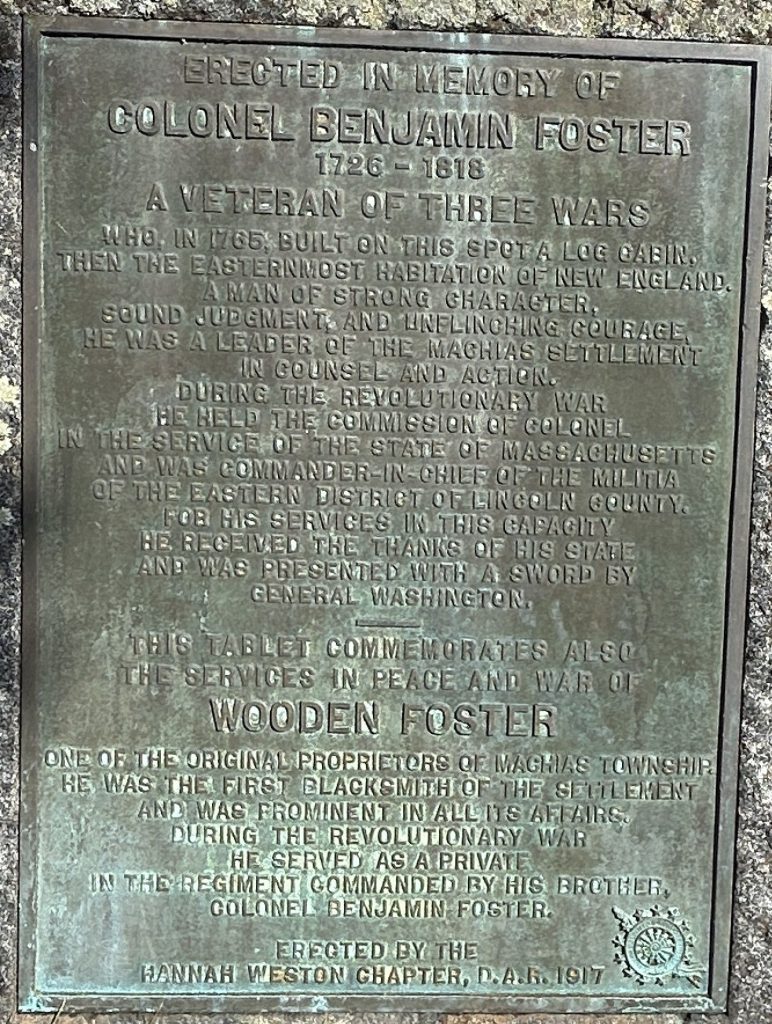 ERECTED IN MEMORY OF
COLONEL BENJAMIN FOSTER
1726 - 1818
A VETERAN OF THREE WARS
WHO, IN 1765, BUILT ON THIS SPOT A LOG CABIN,
THEN THE EASTERNMOST HABITATION OF NEW ENGLAND.
A MAN OF STRONG CHARACTER,
SOUND JUDGMENT, AND UNFLINCHING COURAGE,
HE WAS A LEADER OF THE MACHIAS SETTLEMENT
IN COUNSEL AND ACTION.
DURING THE REVOLUTIONARY WAR
HE HELD THE COMMISSION OF COLONEL
IN THE SERVICE OF THE STATE OF MASSACHUSETTS
AND WAS COMMANDER-IN-CHIEF OF THE MILITIA
OF THE EASTERN DISTRICT OF LINCOLN COUNTY.
FOR HIS SERVICES IN THIS CAPACITY
HE RECEIVED THE THANKS OF HIS STATE
AND WAS PRESENTED WITH A SWORD BY
GENERAL WASHINGTON.
THIS TABLET COMMEMORATES ALSO
THE SERVICES IN PEACE AND WAR OF
WOODEN FOSTER
ONE OF THE ORIGINAL PROPRIETORS OF MACHIAS TOWNSHIP.
HE WAS THE FIRST BLACKSMITH OF THE SETTLEMENT
AND WAS PROMINENT IN ALL ITS AFFAIRS.
DURING THE REVOLUTIONARY WAR
HE SERVED AS A PRIVATE
IN THE REGIMENT COMMANDED BY HIS BROTHER,
COLONEL BENJAMIN FOSTER.
ERECTED BY THE
HANNAH WESTON CHAPTER, D.A.R. 1917